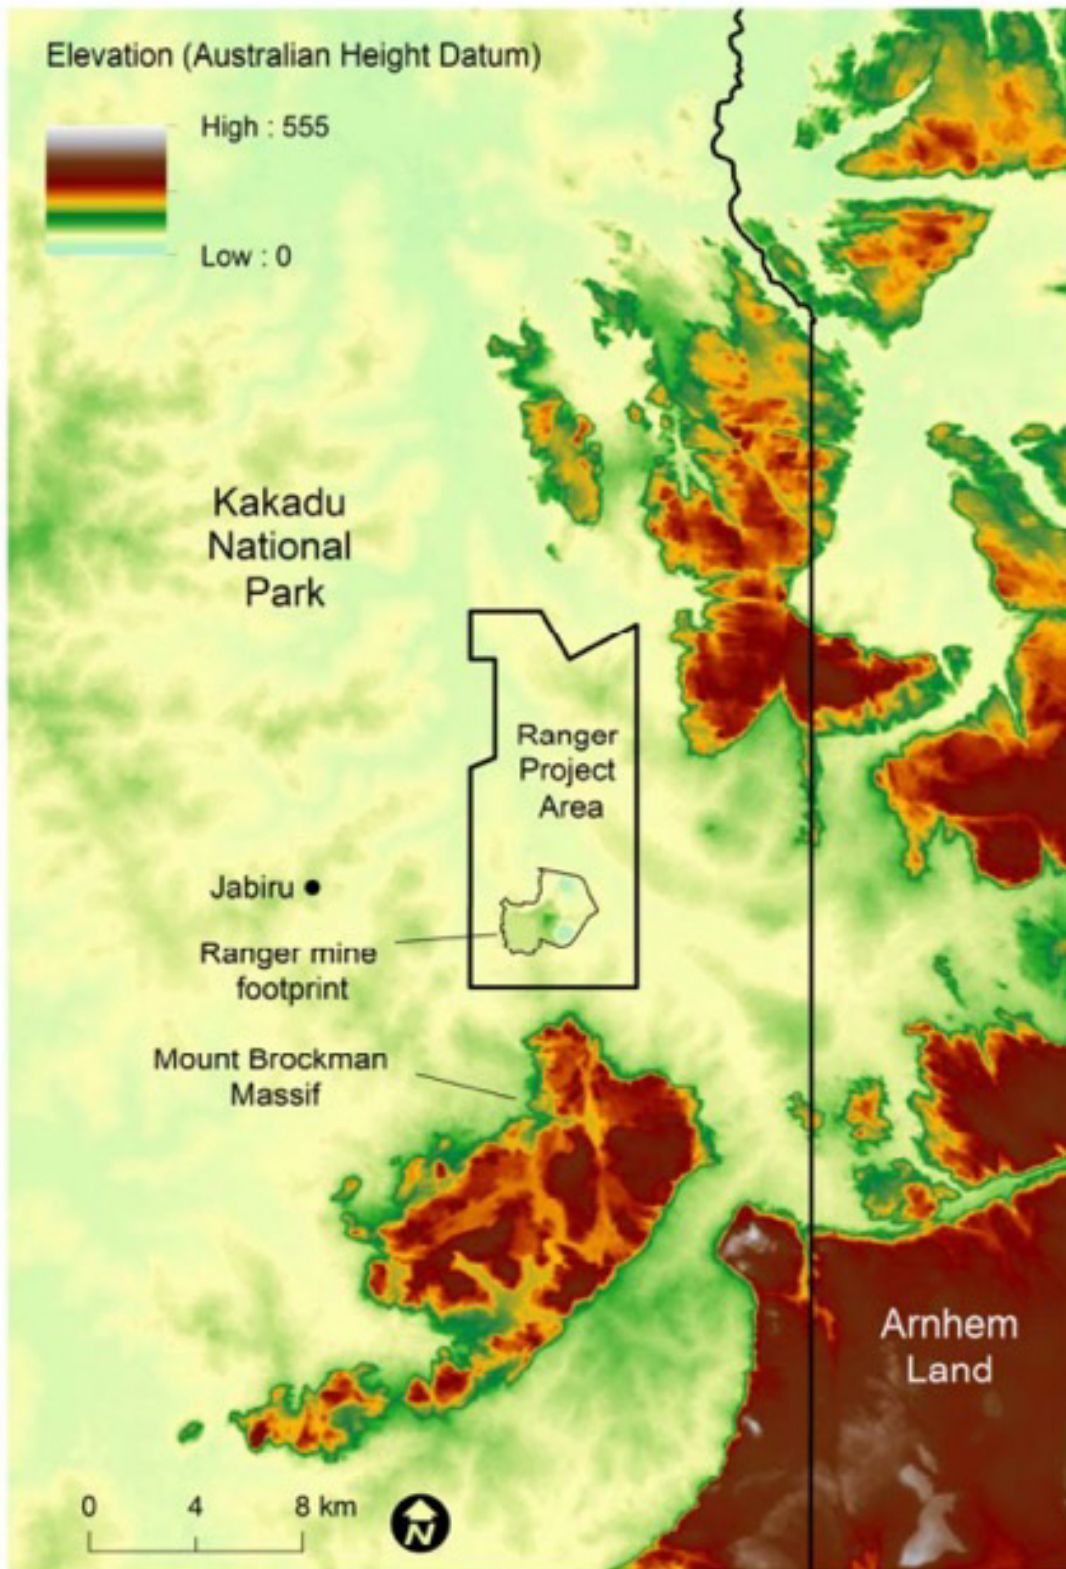 Elevation (Australian Height Datum)
High : 555
Low : 0
Kakadu
National
Park
Ranger
Project
Area
Jabiru
Ranger mine
footprint
Mount Brockman
Massif
Arnhem
Land
0 4 8 km
N